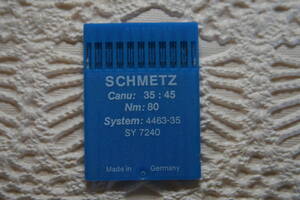 SCHMETZ
Canu: 35 : 45
Nm: 80
System: 4463-35
SY 7240
Made in Germany